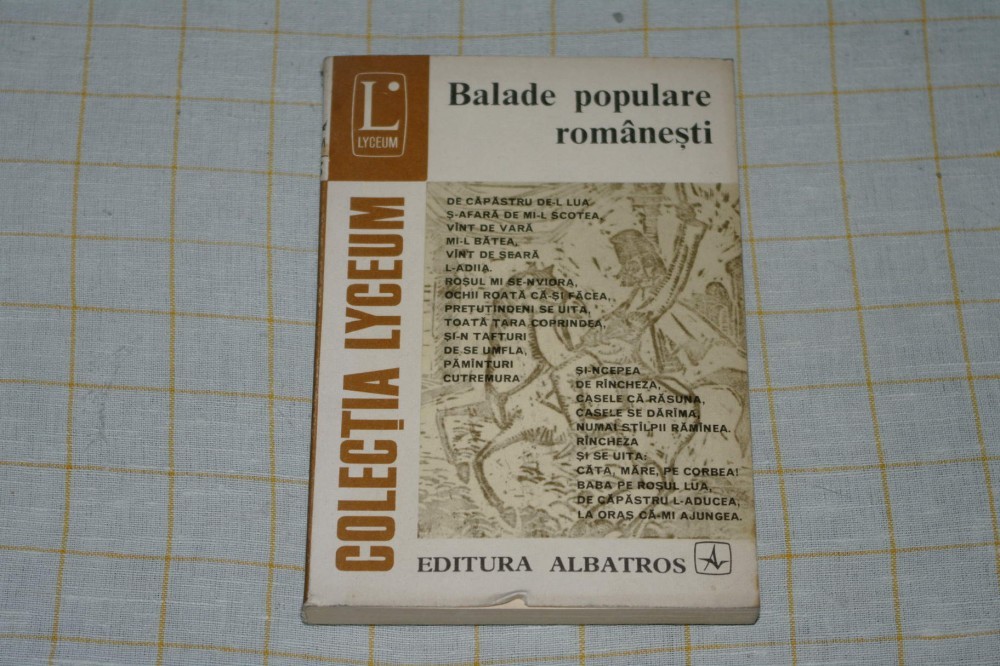 L
LYCEUM
Balade populare
românești
COLECȚIA LYCEUM
DE CĂPĂSTRU DE-L LUA
Ș-AFARĂ DE MI-L SCOTEA,
VÎNT DE VARĂ
MI-L BĂTEA,
VÎNT DE SEARĂ
L-ADIIA.
ROȘUL MI SE-NVIORA,
OCHII ROATĂ CĂ-ȘI FĂCEA,
PRETUTINDENI SE UITA,
TOATĂ ȚARA COPRINDEA,
ȘI-N TAFTURI
DE SE UMFLA,
PĂMÎNTURI
CUTREMURA
ȘI-NCEPEA
DE RÎNCHEZA,
CASELE CĂ RĂSUNA,
CASELE SE DĂRÎMA,
NUMAI STÎLPII RĂMÎNEA.
RÎNCHEZA
ȘI SE UITA:
CĂTA, MĂRE, PE CORBEA!
BABA PE ROȘUL LUA,
DE CĂPĂSTRU L-ADUCEA,
LA ORAȘ CĂ-MI AJUNGEA.
EDITURA ALBATROS